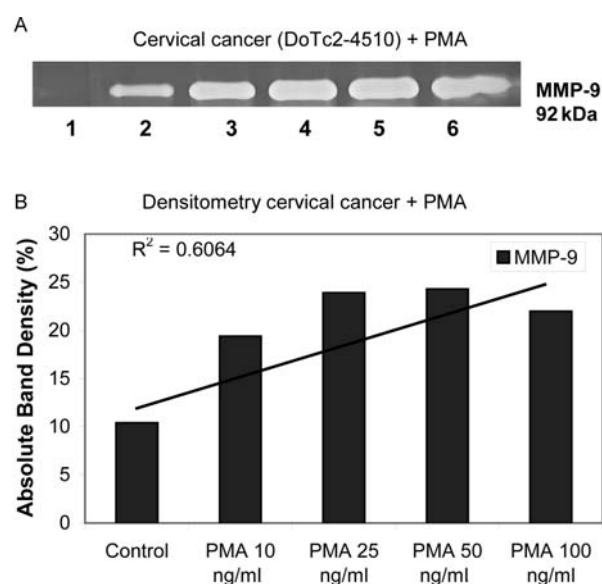 A
Cervical cancer (DoTc2-4510) + PMA
MMP-9
92 kDa
1 2 3 4 5 6
B
Densitometry cervical cancer + PMA
R² = 0.6064
MMP-9
Absolute Band Density (%)
30
25
20
15
10
5
0
Control PMA 10 PMA 25 PMA 50 PMA 100
ng/ml ng/ml ng/ml ng/ml